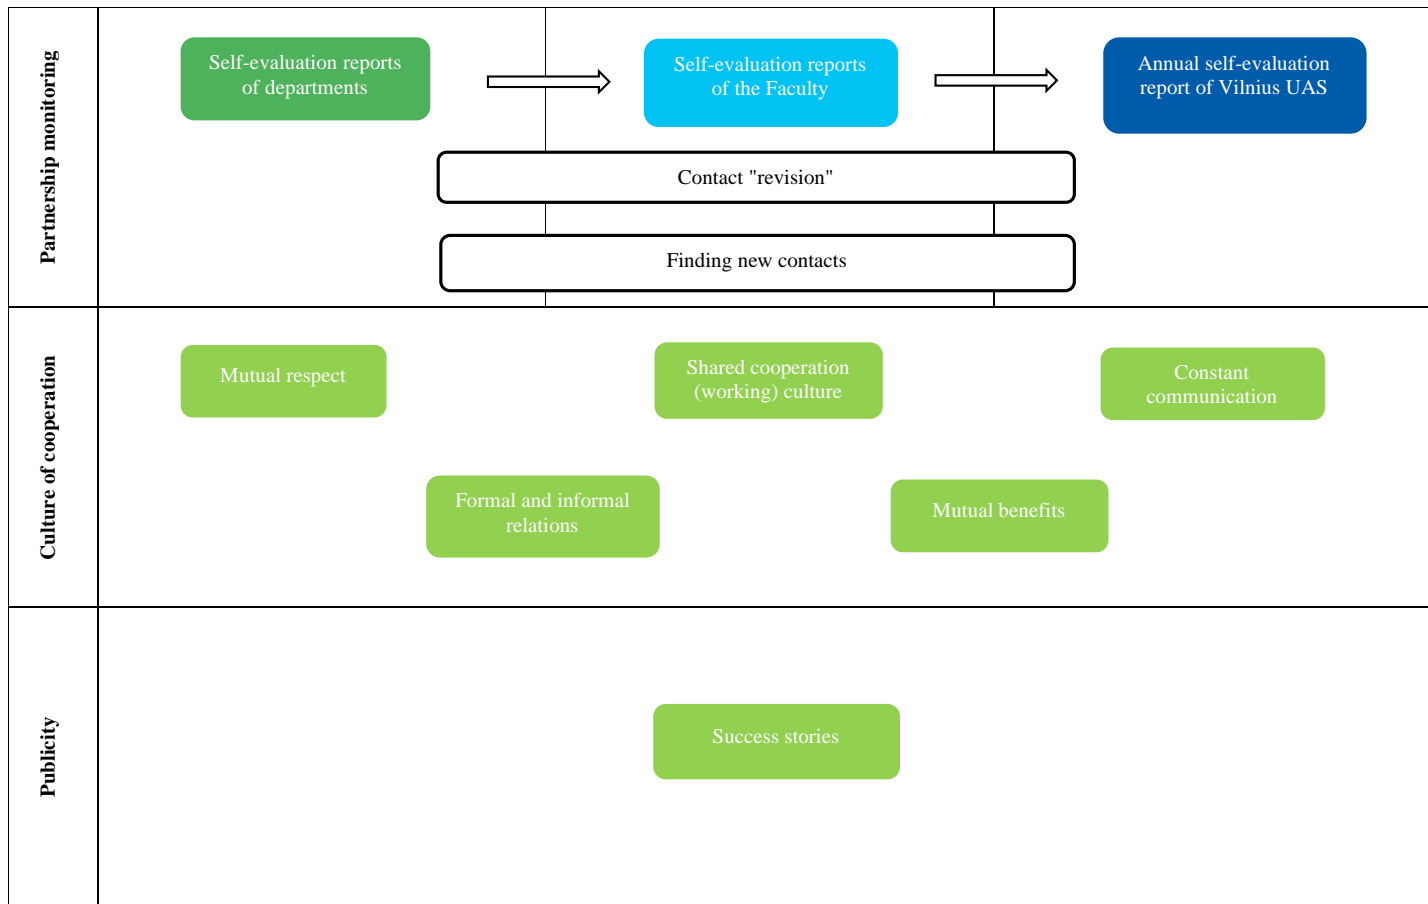 Partnership monitoring
Self-evaluation reports
of departments
Self-evaluation reports
of the Faculty
Annual self-evaluation
report of Vilnius UAS
Contact "revision"
Finding new contacts
Culture of cooperation
Mutual respect
Shared cooperation
(working) culture
Constant
communication
Formal and informal
relations
Mutual benefits
Publicity
Success stories